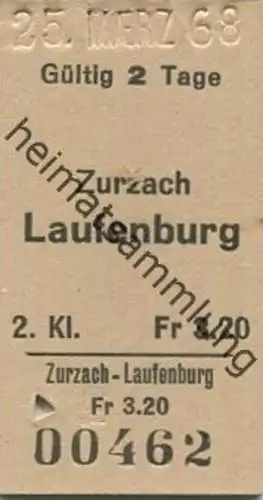 25. MERZ 68
Gültig 2 Tage
Zurzach
Laufenburg
2. Kl. Fr 3.20
Zurzach-Laufenburg
Fr 3.20
00462
heimatsammlung